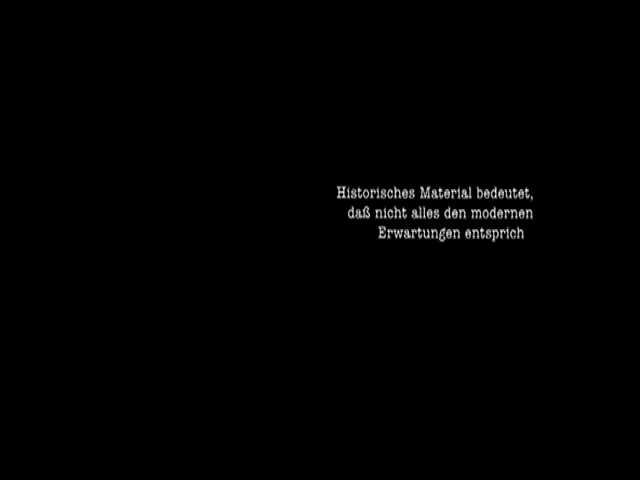 Historisches Material bedeutet,
daß nicht alles den modernen
Erwartungen entsprich